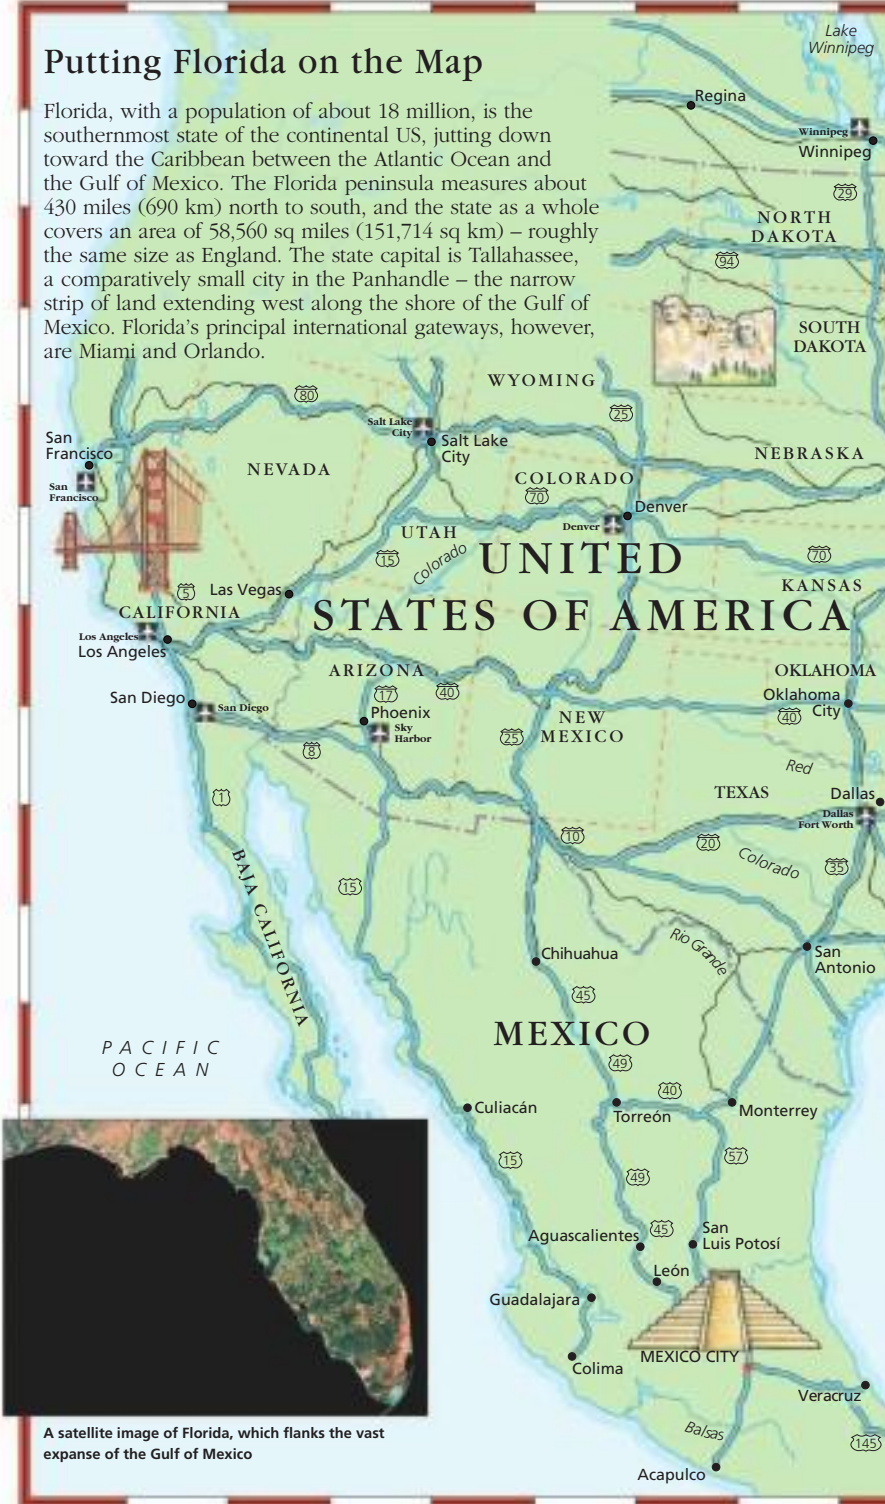 Putting Florida on the Map
Florida, with a population of about 18 million, is the
southernmost state of the continental US, jutting down
toward the Caribbean between the Atlantic Ocean and
the Gulf of Mexico. The Florida peninsula measures about
430 miles (690 km) north to south, and the state as a whole
covers an area of 58,560 sq miles (151,714 sq km) – roughly
the same size as England. The state capital is Tallahassee,
a comparatively small city in the Panhandle – the narrow
strip of land extending west along the shore of the Gulf of
Mexico. Florida's principal international gateways, however,
are Miami and Orlando.
Lake
Winnipeg
Regina
Winnipeg
Winnipeg
29
NORTH
DAKOTA
94
SOUTH
DAKOTA
WYOMING
80
25
Salt Lake
City
Salt Lake
City
San
Francisco
San
Francisco
NEVADA
NEBRASKA
COLORADO
70
Denver
Denver
UTAH
15
Colorado
70
KANSAS
UNITED
STATES OF AMERICA
5
Las Vegas
CALIFORNIA
Los Angeles
Los Angeles
ARIZONA
17
40
OKLAHOMA
Oklahoma
City
40
San Diego
San Diego
Phoenix
Sky
Harbor
8
NEW
MEXICO
25
Red
1
TEXAS
Dallas
Dallas
Fort Worth
10
20
Colorado
35
BAJA CALIFORNIA
15
Rio Grande
San
Antonio
Chihuahua
45
MEXICO
PACIFIC
OCEAN
49
40
Culiacán
Torreón
Monterrey
15
57
49
45
Aguascalientes
San
Luis Potosí
León
Guadalajara
MEXICO CITY
Colima
Veracruz
Balsas
145
Acapulco
A satellite image of Florida, which flanks the vast
expanse of the Gulf of Mexico